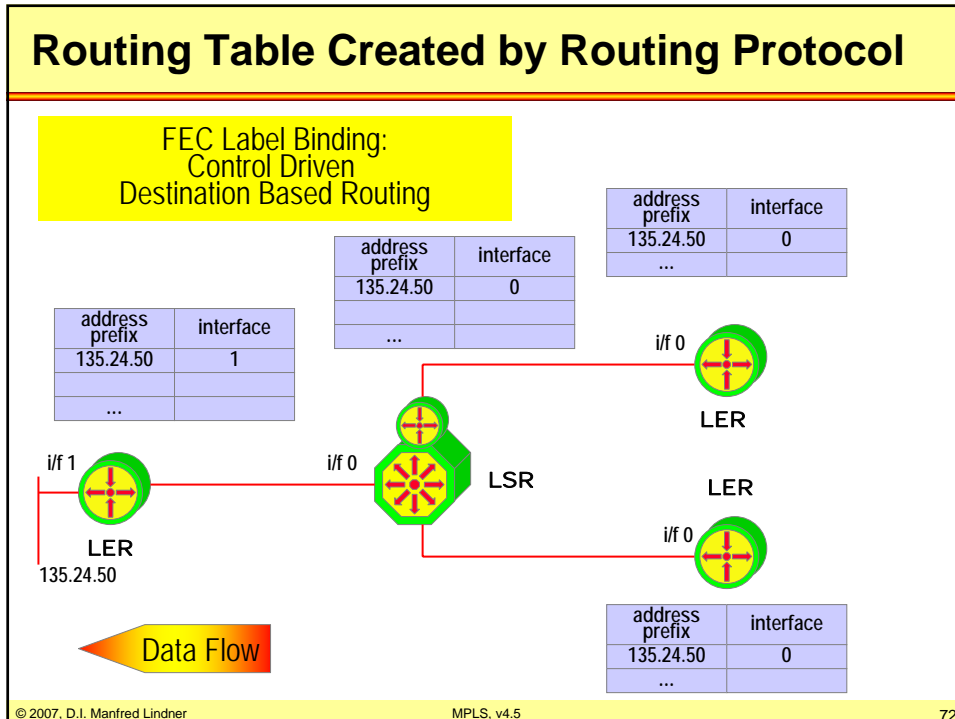 Routing Table Created by Routing Protocol
FEC Label Binding:
Control Driven
Destination Based Routing
address prefix interface
135.24.50 0
...
address prefix interface
135.24.50 0
...
address prefix interface
135.24.50 1
...
i/f 0
LER
i/f 1
i/f 0
LSR
LER
LER
i/f 0
135.24.50
Data Flow
address prefix interface
135.24.50 0
...
© 2007, D.I. Manfred Lindner
MPLS, v4.5
72